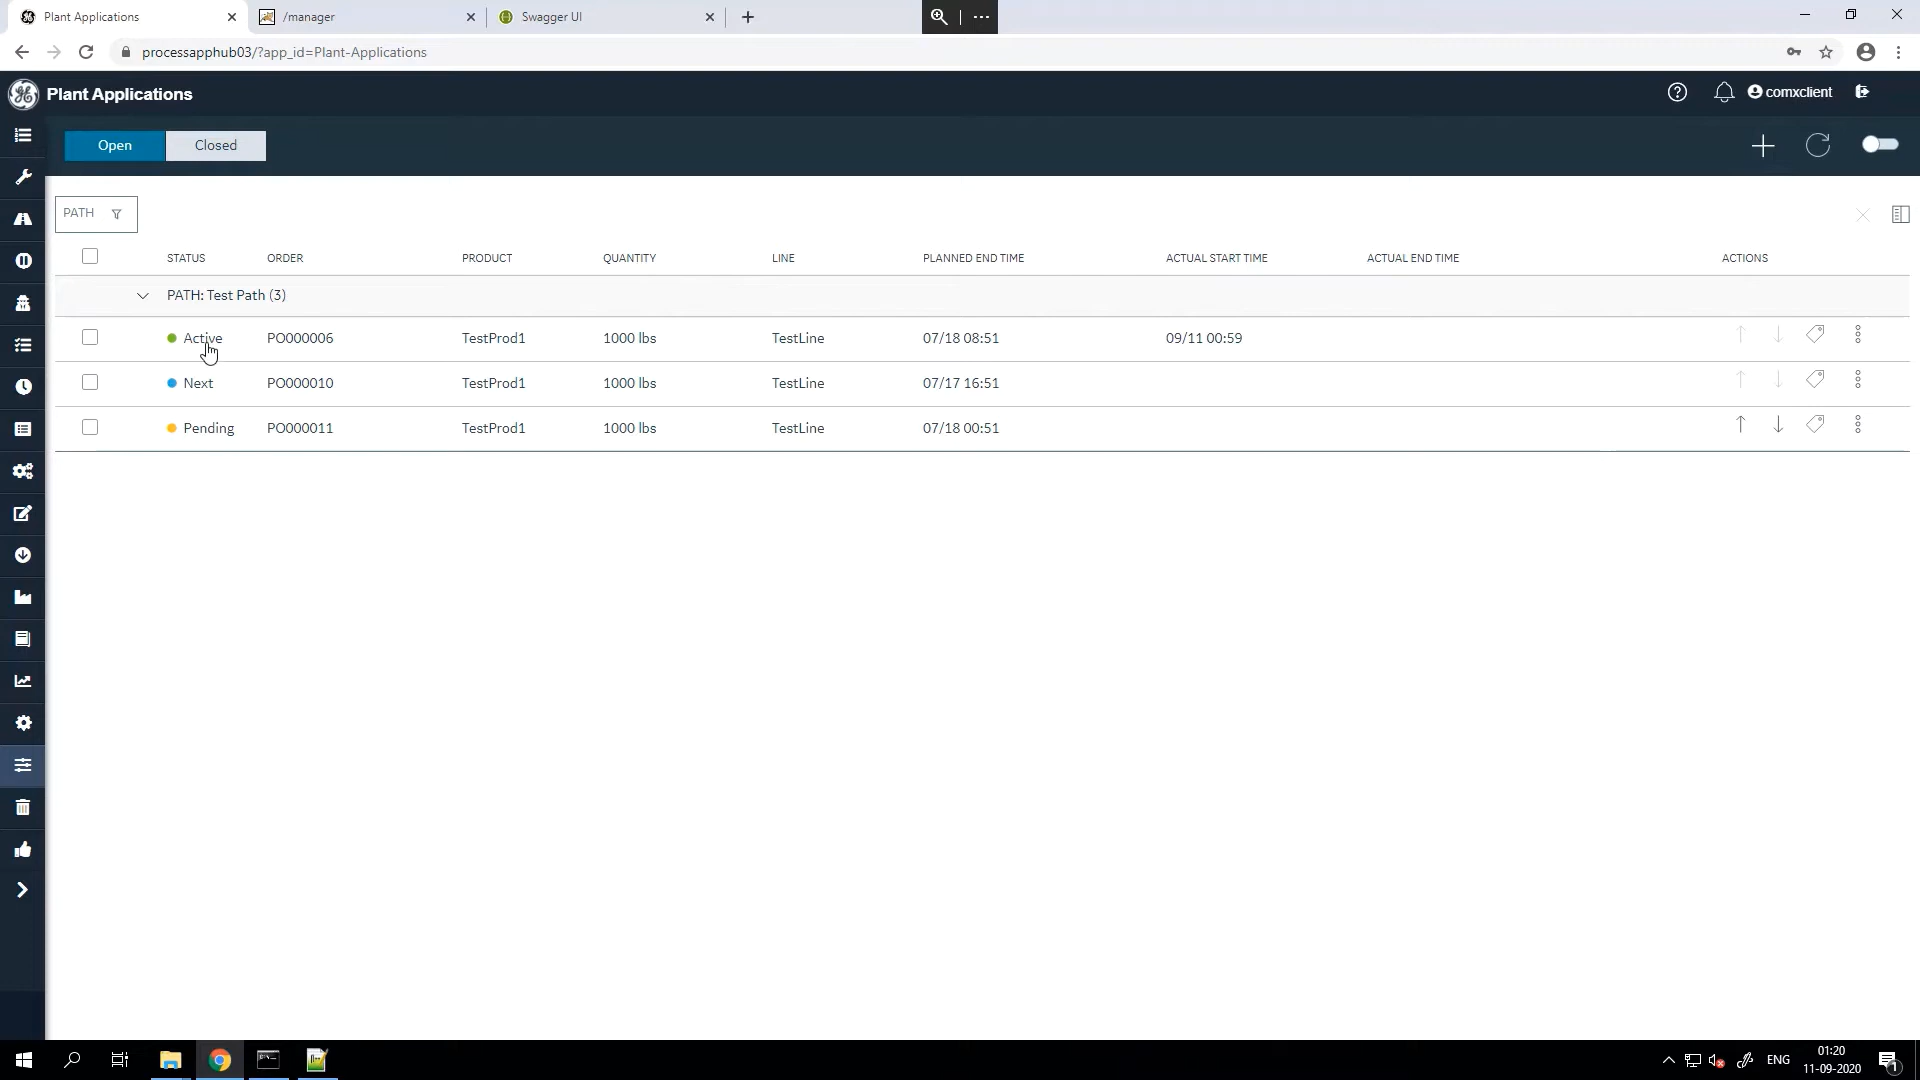 Plant Applications
/manager
Swagger UI
processapphub03/?app_id=Plant-Applications
Plant Applications
comxclient
Open
Closed
PATH
STATUS ORDER PRODUCT QUANTITY LINE PLANNED END TIME ACTUAL START TIME ACTUAL END TIME ACTIONS
PATH: Test Path (3)
Active PO000006 TestProd1 1000 lbs TestLine 07/18 08:51 09/11 00:59
Next PO000010 TestProd1 1000 lbs TestLine 07/17 16:51
Pending PO000011 TestProd1 1000 lbs TestLine 07/18 00:51
ENG
01:20
11-09-2020
1